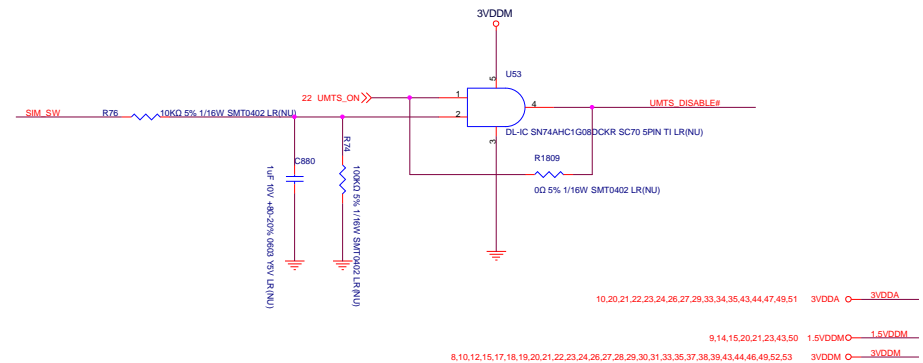 3VDDM
U53
5
22 UMTS_ON
1
4
UMTS_DISABLE#
SIM_SW
R76
10KΩ 5% 1/16W SMT0402 LR(NU)
2
DL-IC SN74AHC1G08DCKR SC70 5PIN TI LR(NU)
3
R74
100KΩ 5% 1/16W SMT0402 LR(NU)
C880
1uF 10V +80-20% 0603 Y5V LR(NU)
R1809
0Ω 5% 1/16W SMT0402 LR(NU)
10,20,21,22,23,24,26,27,29,33,34,35,43,44,47,49,51 3VDDA 3VDDA
9,14,15,20,21,23,43,50 1.5VDDM 1.5VDDM
8,10,12,15,17,18,19,20,21,22,23,24,26,27,28,29,30,31,33,35,37,38,39,43,44,46,49,52,53 3VDDM 3VDDM